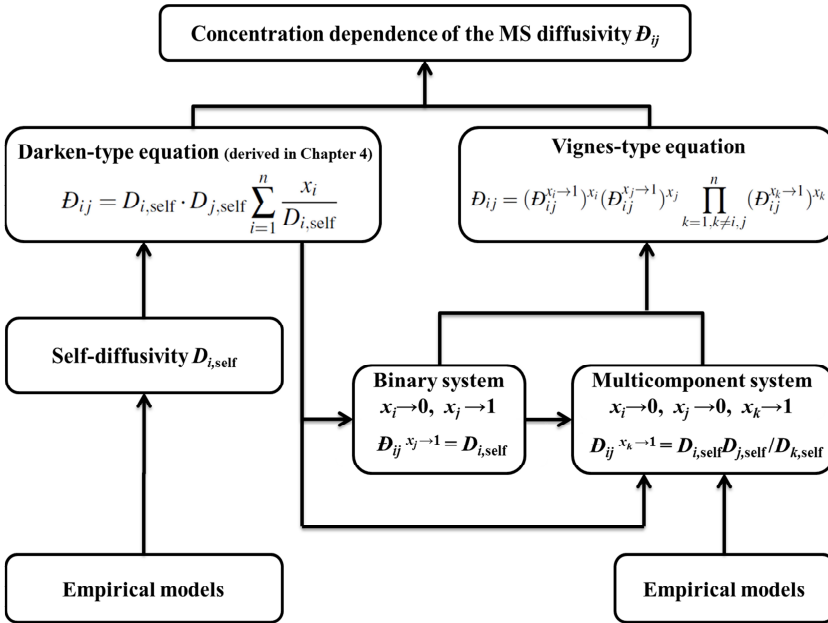 Concentration dependence of the MS diffusivity Đ_ij
Darken-type equation (derived in Chapter 4)
Đ_ij = D_i,self · D_j,self ∑_{i=1}^{n} x_i / D_i,self
Vignes-type equation
Đ_ij = (Đ_ij^{x_i→1})^{x_i} (Đ_ij^{x_j→1})^{x_j} ∏_{k=1,k≠i,j}^{n} (Đ_ij^{x_k→1})^{x_k}
Self-diffusivity D_i,self
Binary system
x_i→0, x_j→1
Đ_ij^{x_j→1} = D_i,self
Multicomponent system
x_i→0, x_j→0, x_k→1
Đ_ij^{x_k→1} = D_i,self D_j,self / D_k,self
Empirical models
Empirical models